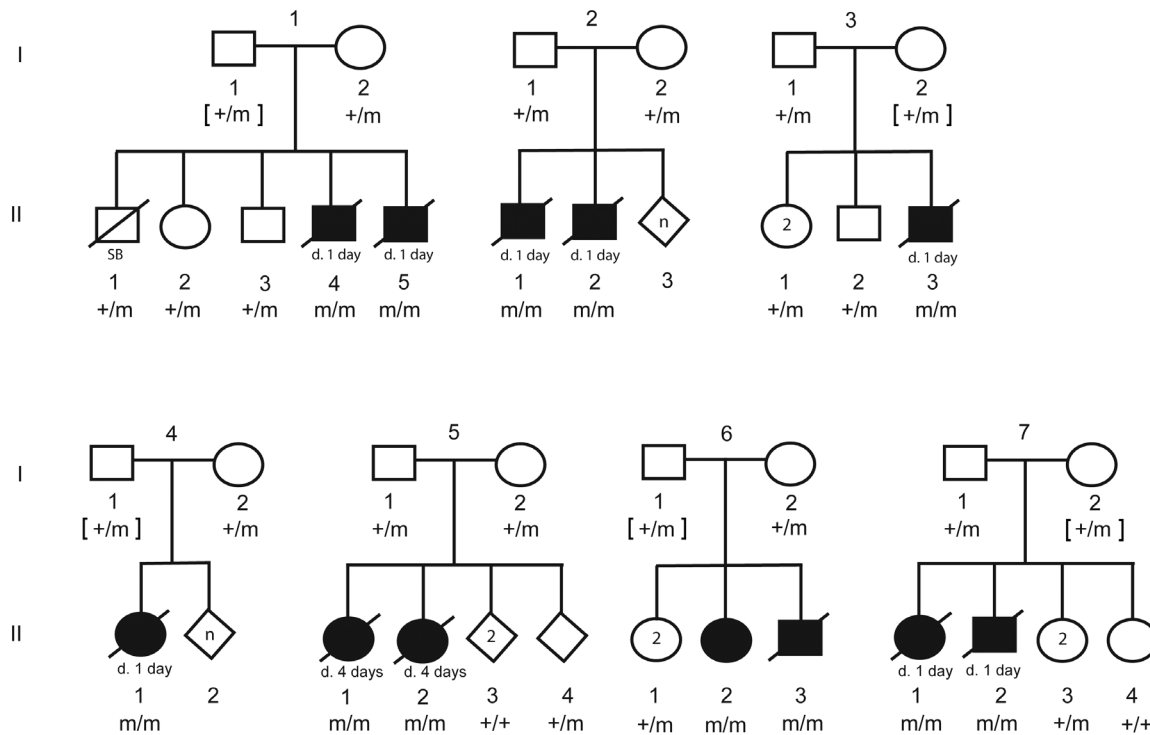 1 2 3
I
1 2 1 2 1 2
[ +/m ] +/m +/m +/m +/m [ +/m ]
II
n 2
SB d. 1 day d. 1 day d. 1 day d. 1 day d. 1 day
1 2 3 4 5 1 2 3 1 2 3
+/m +/m +/m m/m m/m m/m m/m +/m +/m m/m
4 5 6 7
I
1 2 1 2 1 2 1 2
[ +/m ] +/m +/m +/m [ +/m ] +/m +/m [ +/m ]
II
n 2 2 2
d. 1 day d. 4 days d. 4 days d. 1 day d. 1 day
1 2 1 2 3 4 1 2 3 1 2 3 4
m/m m/m m/m +/+ +/m +/m m/m m/m m/m m/m +/m +/+